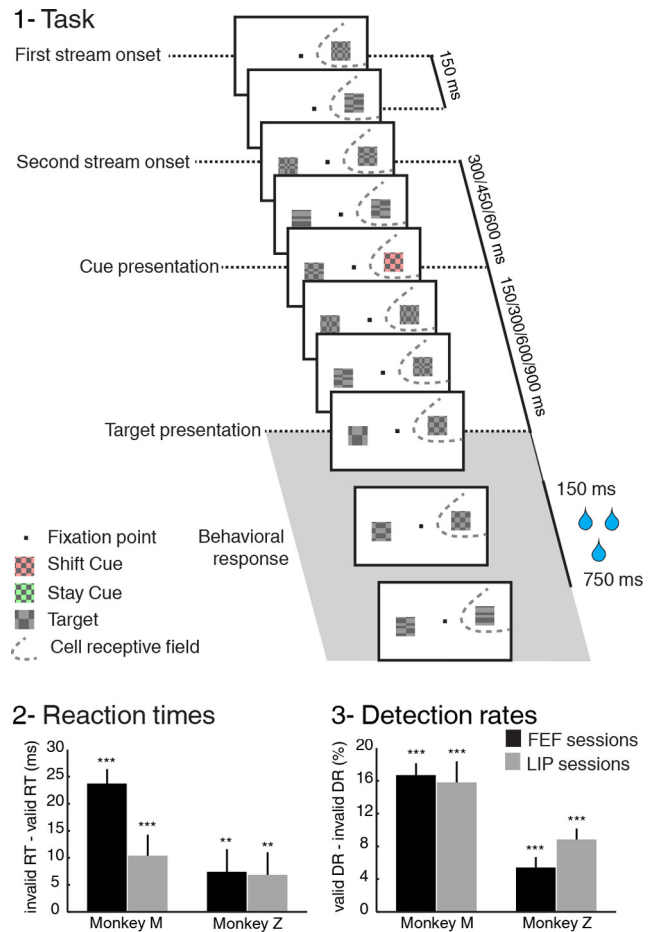 1- Task
First stream onset
150 ms
Second stream onset
300/450/600 ms
Cue presentation
150/300/600/900 ms
Target presentation
150 ms
Behavioral
response
750 ms
Fixation point
Shift Cue
Stay Cue
Target
Cell receptive field
2- Reaction times
invalid RT - valid RT (ms)
30
25
20
15
10
5
0
***
***
**
**
Monkey M
Monkey Z
3- Detection rates
FEF sessions
LIP sessions
valid DR - invalid DR (%)
20
16
12
8
4
0
***
***
***
***
Monkey M
Monkey Z